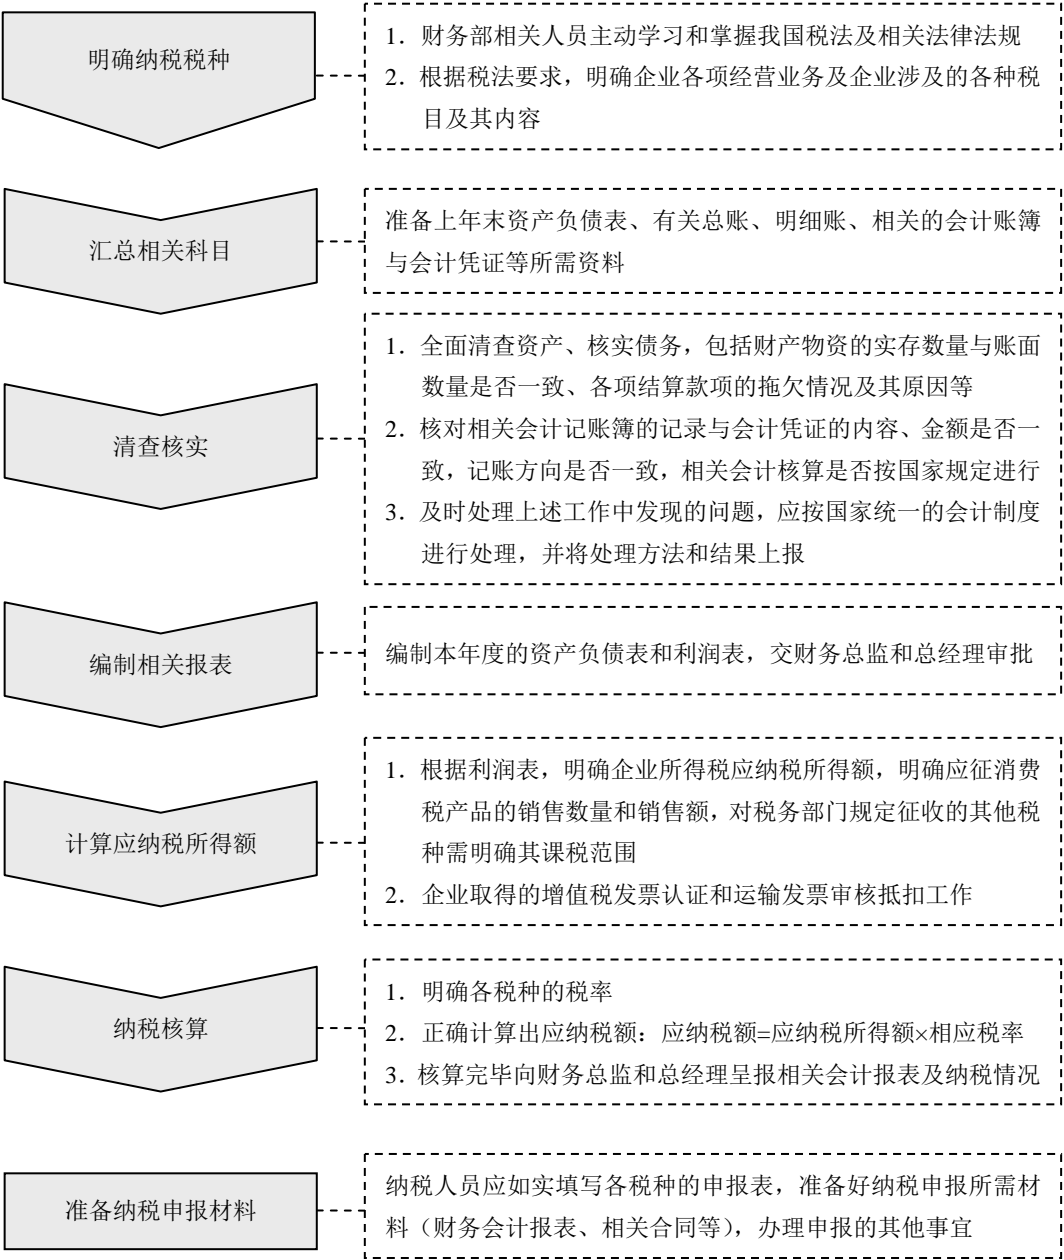 明确纳税税种
1．财务部相关人员主动学习和掌握我国税法及相关法律法规
2．根据税法要求，明确企业各项经营业务及企业涉及的各种税
目及其内容
汇总相关科目
准备上年末资产负债表、有关总账、明细账、相关的会计账簿
与会计凭证等所需资料
清查核实
1．全面清查资产、核实债务，包括财产物资的实存数量与账面
数量是否一致、各项结算款项的拖欠情况及其原因等
2．核对相关会计记账簿的记录与会计凭证的内容、金额是否一
致，记账方向是否一致，相关会计核算是否按国家规定进行
3．及时处理上述工作中发现的问题，应按国家统一的会计制度
进行处理，并将处理方法和结果上报
编制相关报表
编制本年度的资产负债表和利润表，交财务总监和总经理审批
计算应纳税所得额
1．根据利润表，明确企业所得税应纳税所得额，明确应征消费
税产品的销售数量和销售额，对税务部门规定征收的其他税
种需明确其课税范围
2．企业取得的增值税发票认证和运输发票审核抵扣工作
纳税核算
1．明确各税种的税率
2．正确计算出应纳税额：应纳税额=应纳税所得额×相应税率
3．核算完毕向财务总监和总经理呈报相关会计报表及纳税情况
准备纳税申报材料
纳税人员应如实填写各税种的申报表，准备好纳税申报所需材
料（财务会计报表、相关合同等），办理申报的其他事宜